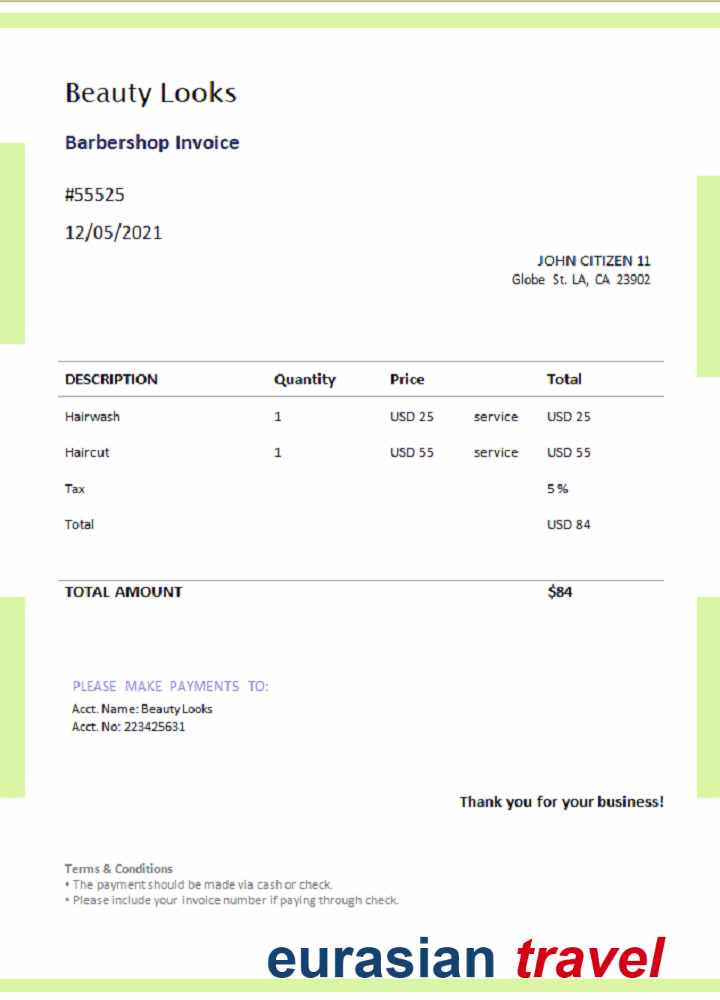 Beauty Looks
Barbershop Invoice
#55525
12/05/2021
JOHN CITIZEN 11
Globe St. LA, CA 23902
DESCRIPTION Quantity Price Total
Hairwash 1 USD 25 service USD 25
Haircut 1 USD 55 service USD 55
Tax 5%
Total USD 84
TOTAL AMOUNT $84
PLEASE MAKE PAYMENTS TO:
Acct. Name: Beauty Looks
Acct. No: 223425631
Thank you for your business!
Terms & Conditions
• The payment should be made via cash or check.
• Please include your invoice number if paying through check.
eurasian travel